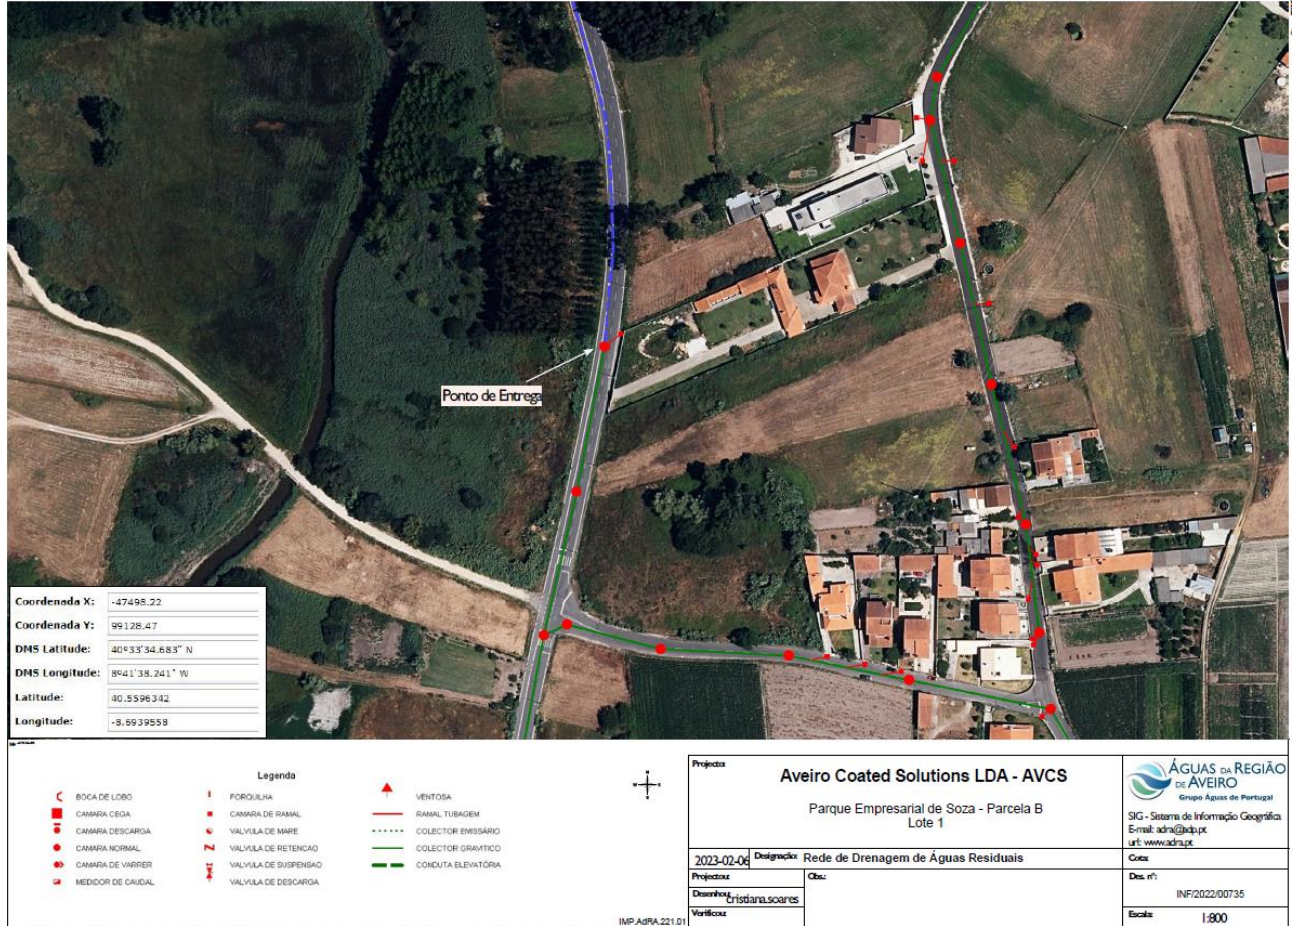 Ponto de Entrega
Coordenada X: -47498.22
Coordenada Y: 99128.47
DMS Latitude: 40º33'34.683" N
DMS Longitude: 8º41'38.241" W
Latitude: 40.5596342
Longitude: -8.6939558
Legenda
BOCA DE LOBO
CAMARA CEGA
CAMARA DESCARGA
CAMARA NORMAL
CAMARA DE VARRER
MEDIDOR DE CAUDAL
FORQUILHA
CAMARA DE RAMAL
VALVULA DE MARE
VALVULA DE RETENCAO
VALVULA DE SUSPENSAO
VALVULA DE DESCARGA
VENTOSA
RAMAL TUBAGEM
COLECTOR EMISSÁRIO
COLECTOR GRAVITICO
CONDUTA ELEVATÓRIA
IMP.AdRA.221.01
Projecto:
Aveiro Coated Solutions LDA - AVCS
Parque Empresarial de Soza - Parcela B
Lote 1
2023-02-06 Designação: Rede de Drenagem de Águas Residuais
Projectou:
Desenhou: cristiana.soares
Verificou:
Obs.:
ÁGUAS DA REGIÃO
DE AVEIRO
Grupo Águas de Portugal
SIG - Sistema de Informação Geográfica
E-mail: adra@adp.pt
url: www.adra.pt
Cota:
Des. nº:
INF/2022/00735
Escala: 1:800